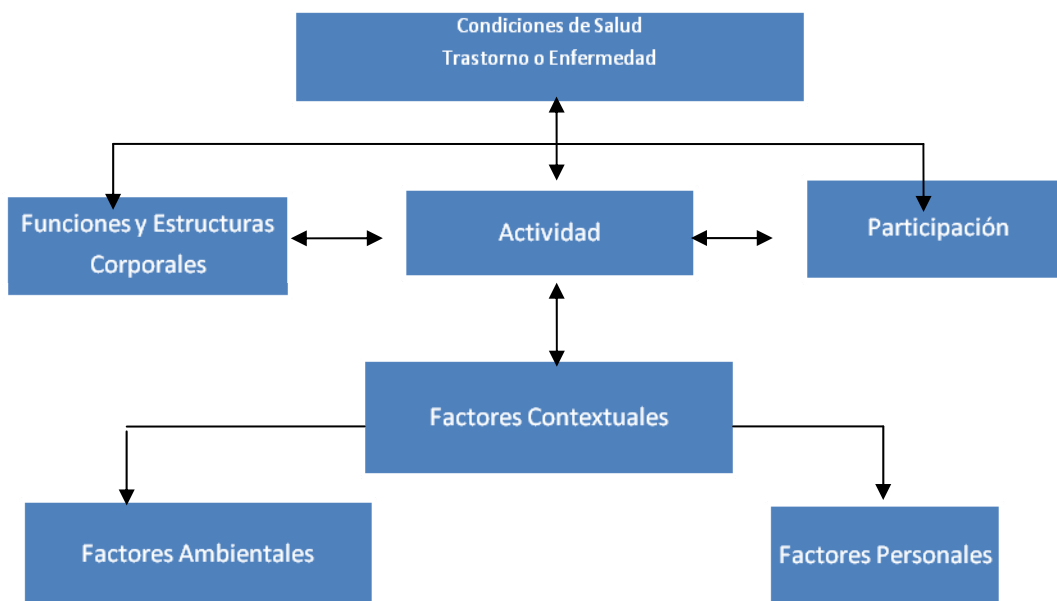 Condiciones de Salud
Trastorno o Enfermedad
Funciones y Estructuras
Corporales
Actividad
Participación
Factores Contextuales
Factores Ambientales
Factores Personales